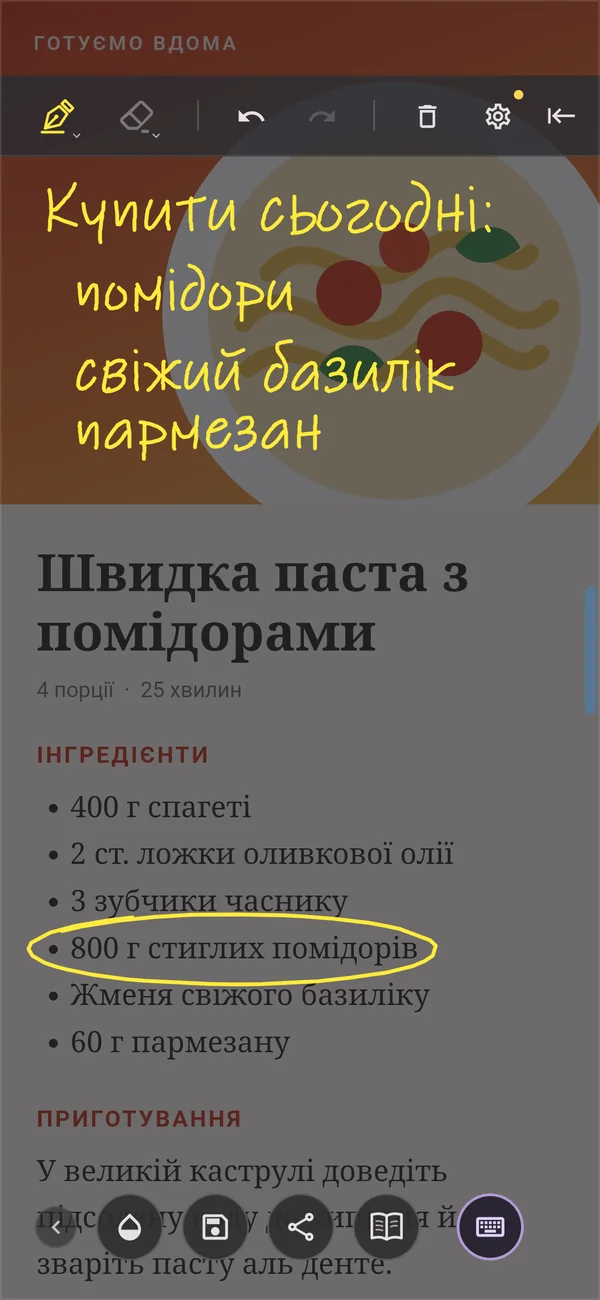 ГОТУЄМО ВДОМА
Купити сьогодні:
помідори
свіжий базилік
пармезан
Швидка паста з
помідорами
4 порції · 25 хвилин
ІНГРЕДІЄНТИ
• 400 г спагеті
• 2 ст. ложки оливкової олії
• 3 зубчики часнику
• 800 г стиглих помідорів
• Жменя свіжого базиліку
• 60 г пармезану
ПРИГОТУВАННЯ
У великій каструлі доведіть
й
зваріть пасту аль денте.